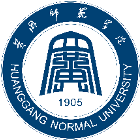 黄冈师范学院
HUANGGANG NORMAL UNIVERSITY
1905